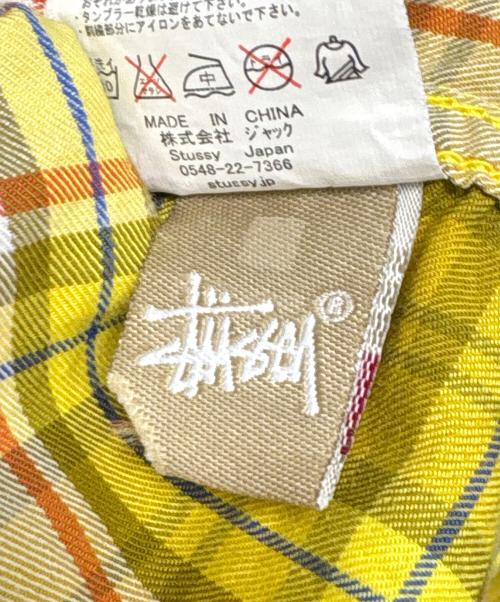 ・タンブラー乾燥は避けて下さい。
・刺繍部分にアイロンをあてないで下さい。
中
MADE IN CHINA
株式会社 ジャック
Stussy Japan
0548-22-7366
stussy.jp
Stüssy ®